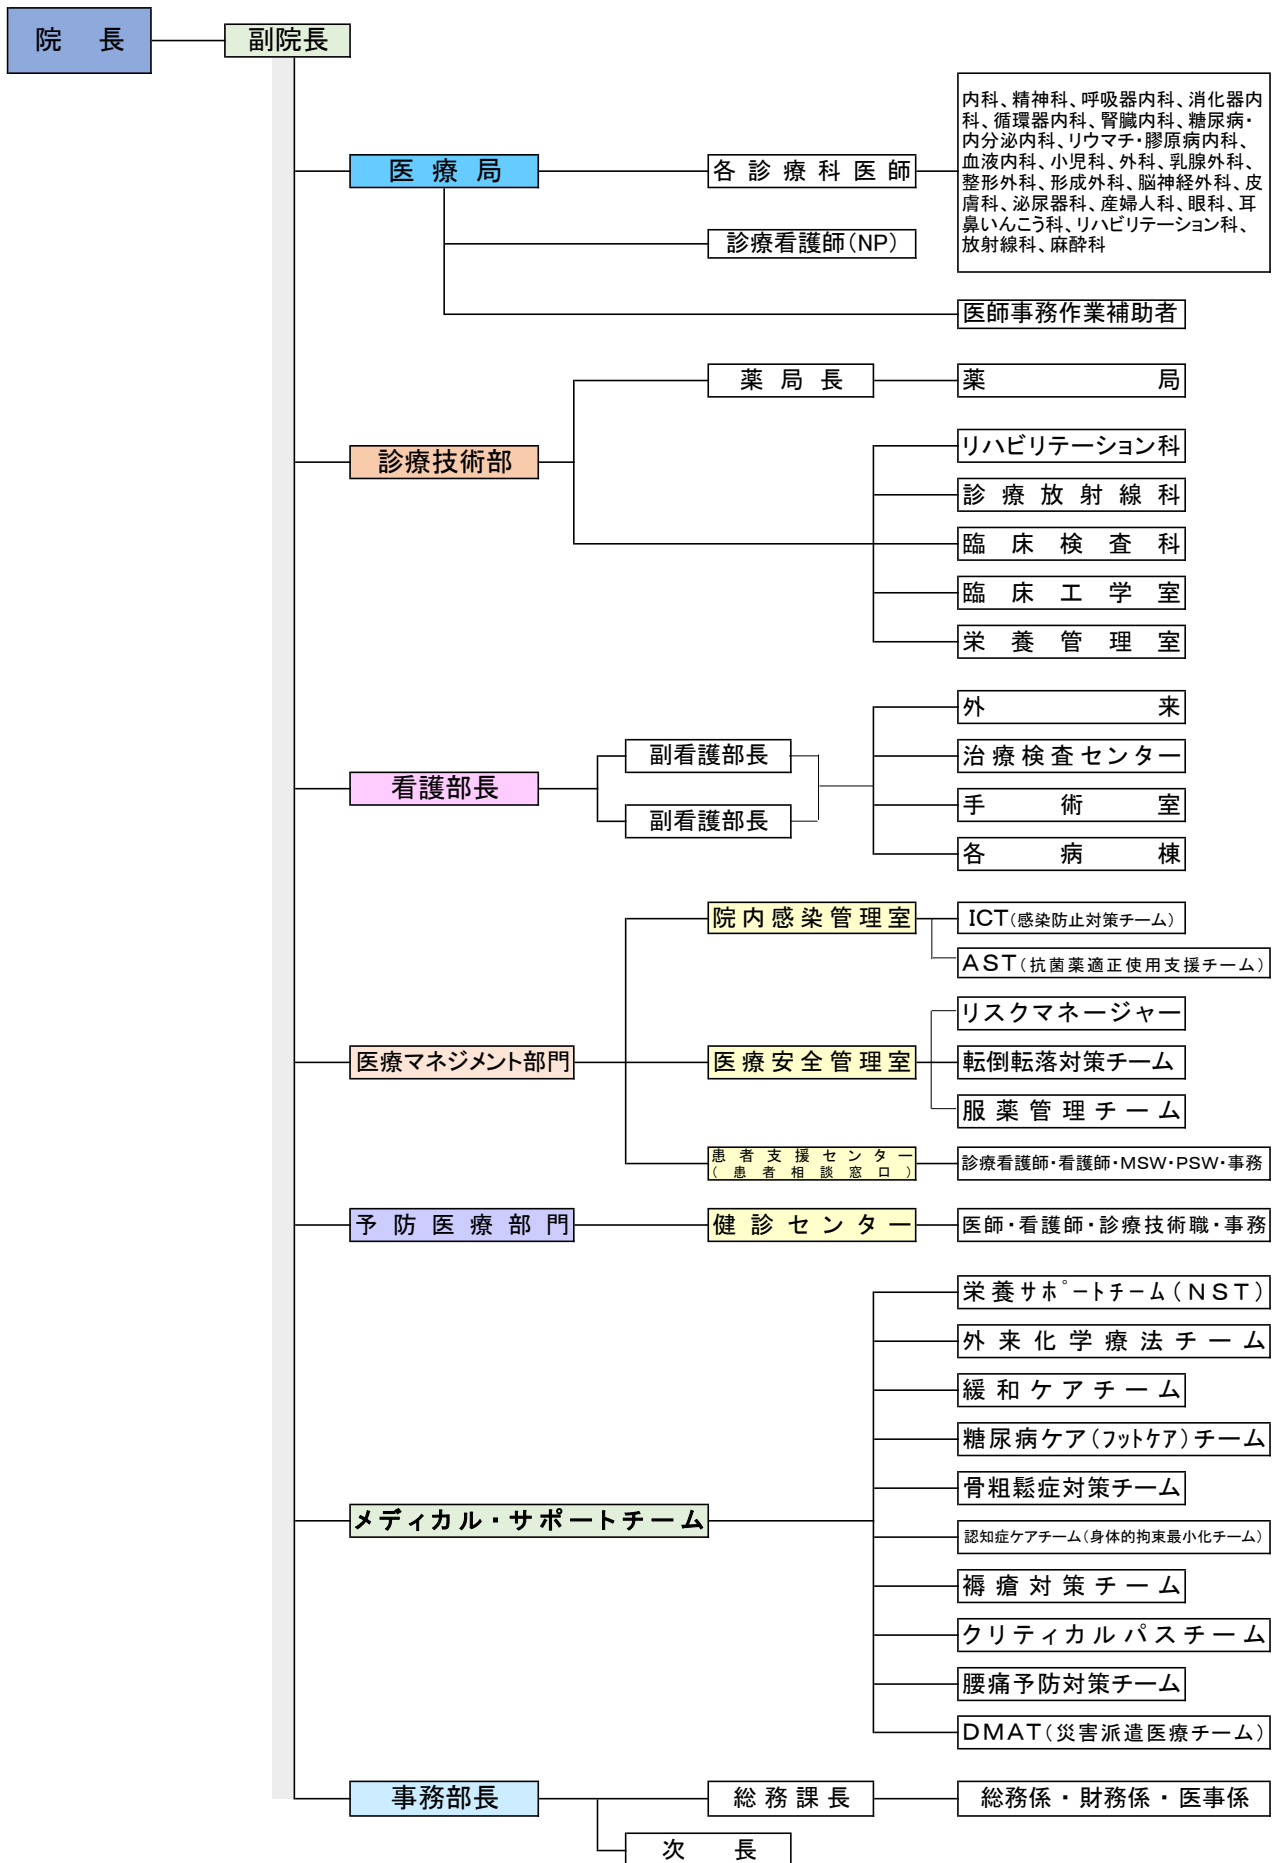 院　長
副院長
医療局
各診療科医師
内科、精神科、呼吸器内科、消化器内
科、循環器内科、腎臓内科、糖尿病・
内分泌内科、リウマチ・膠原病内科、
血液内科、小児科、外科、乳腺外科、
整形外科、形成外科、脳神経外科、皮
膚科、泌尿器科、産婦人科、眼科、耳
鼻いんこう科、リハビリテーション科、
放射線科、麻酔科
診療看護師(NP)
医師事務作業補助者
薬局長
薬局
診療技術部
リハビリテーション科
診療放射線科
臨床検査科
臨床工学室
栄養管理室
看護部長
副看護部長
副看護部長
外来
治療検査センター
手術室
各病棟
医療マネジメント部門
院内感染管理室
ICT(感染防止対策チーム)
AST(抗菌薬適正使用支援チーム)
医療安全管理室
リスクマネージャー
転倒転落対策チーム
服薬管理チーム
患者支援センター
(患者相談窓口)
診療看護師・看護師・MSW・PSW・事務
予防医療部門
健診センター
医師・看護師・診療技術職・事務
メディカル・サポートチーム
栄養ｻﾎﾟｰﾄﾁｰﾑ(NST)
外来化学療法チーム
緩和ケアチーム
糖尿病ケア(ﾌｯﾄｹｱ)チーム
骨粗鬆症対策チーム
認知症ケアチーム(身体的拘束最小化チーム)
褥瘡対策チーム
クリティカルパスチーム
腰痛予防対策チーム
DMAT(災害派遣医療チーム)
事務部長
総務課長
総務係・財務係・医事係
次　長